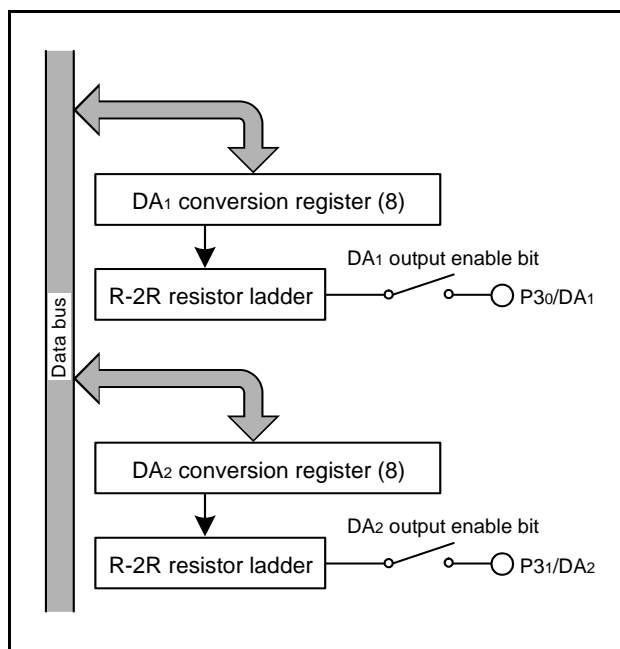 Data bus
DA₁ conversion register (8)
R-2R resistor ladder
DA₁ output enable bit
P3₀/DA₁
DA₂ conversion register (8)
R-2R resistor ladder
DA₂ output enable bit
P3₁/DA₂